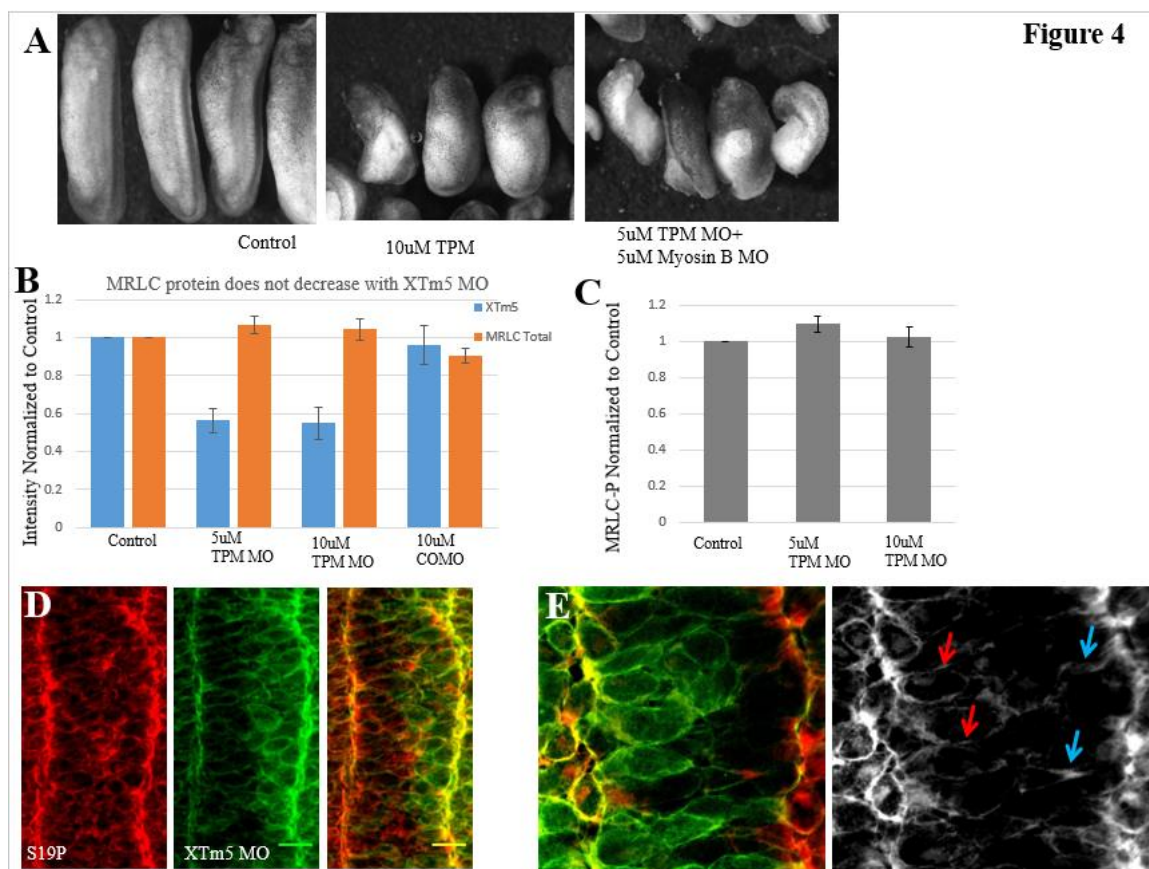 Figure 4
A
Control
10uM TPM
5uM TPM MO+
5uM Myosin B MO
B
MRLC protein does not decrease with XTm5 MO
XTm5
MRLC Total
Intensity Normalized to Control
1.2
1
0.8
0.6
0.4
0.2
0
Control
5uM
TPM MO
10uM
TPM MO
10uM
COMO
C
MRLC-P Normalized to Control
1.2
1
0.8
0.6
0.4
0.2
0
Control
5uM
TPM MO
10uM
TPM MO
D
S19P
XTm5 MO
E